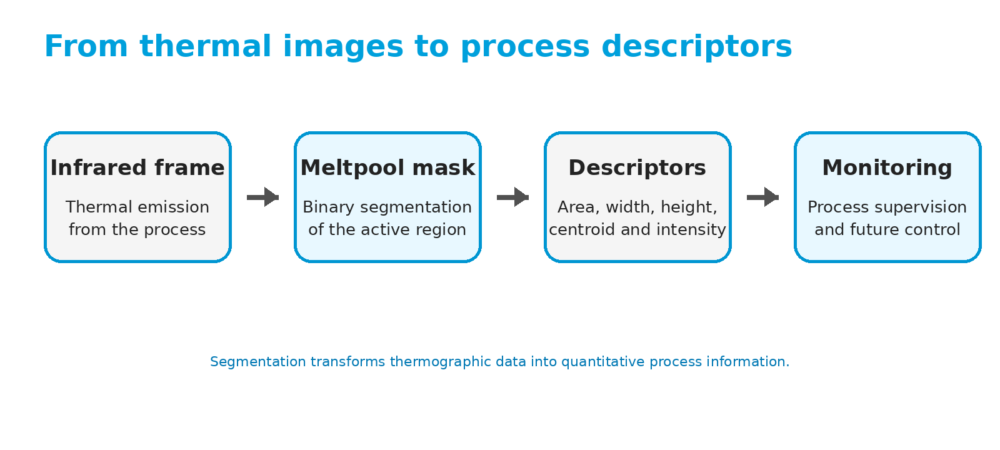 From thermal images to process descriptors
Infrared frame
Thermal emission
from the process
Meltpool mask
Binary segmentation
of the active region
Descriptors
Area, width, height,
centroid and intensity
Monitoring
Process supervision
and future control
Segmentation transforms thermographic data into quantitative process information.